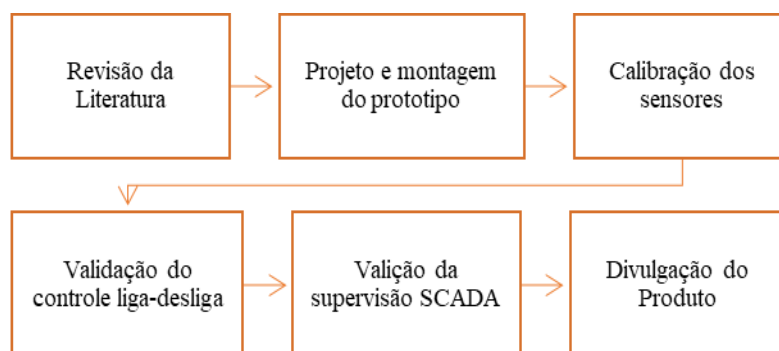 Revisão da
Literatura
Projeto e montagem
do prototipo
Calibração dos
sensores
Validação do
controle liga-desliga
Valição da
supervisão SCADA
Divulgação do
Produto